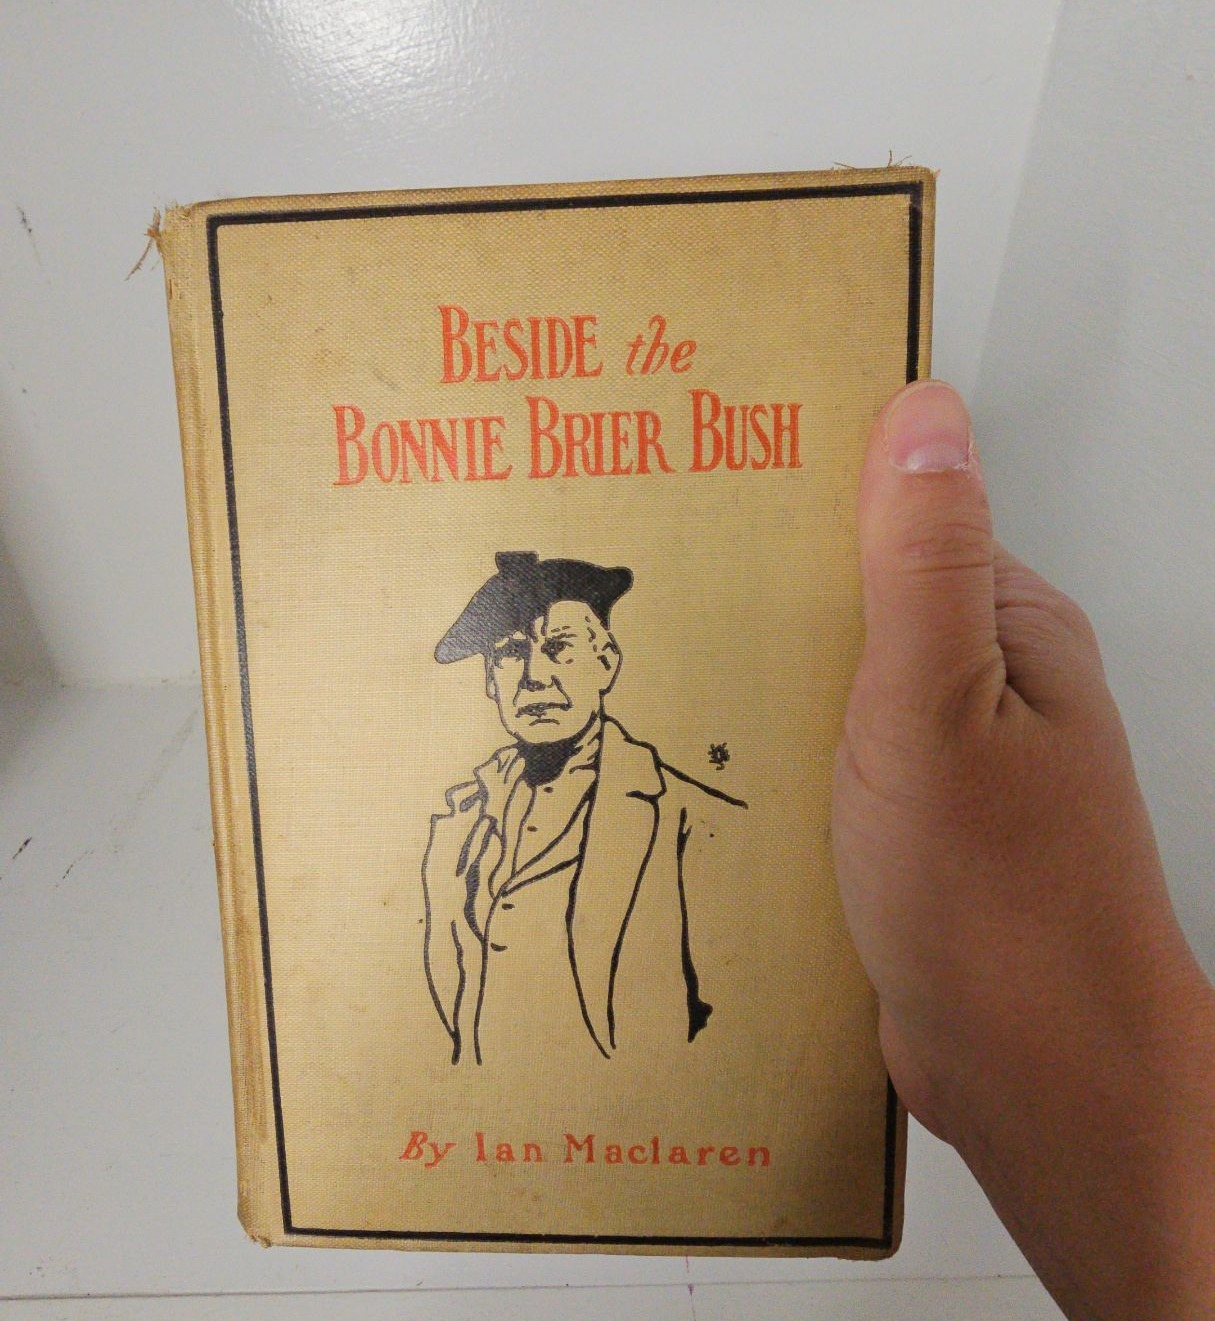 BESIDE the
BONNIE BRIER BUSH
By Ian Maclaren